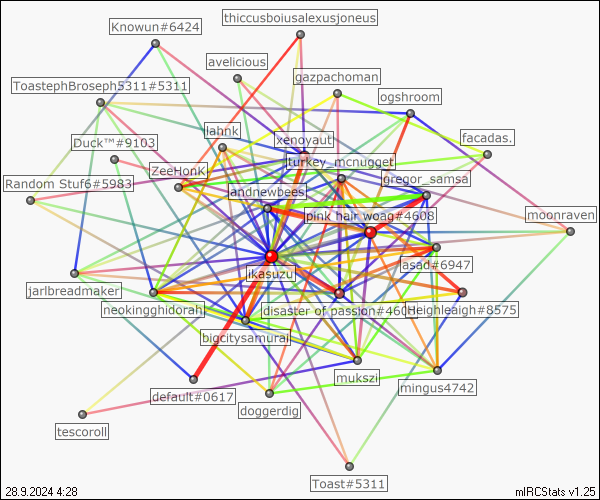 thiccusboiusalexusjoneus
Knowun#6424
avelicious
gazpachoman
ToastephBroseph5311#5311
ogshroom
lahnk
xenoyaut
Duck™#9103
facadas.
turkey_mcnugget
ZeeHonk
gregor_samsa
Random Stuf6#5983
landnewbees
pink hair woag#4608
moonraven
asad#6947
ikasuzu
jarlbreadmaker
neokingghidorah
disaster of passion#460
Heighleaigh#8575
bigcitysamurai
mukszi
mingus4742
default#0617
doggerdig
tescoroll
Toast#5311
28.9.2024 4:28
mIRCStats v1.25